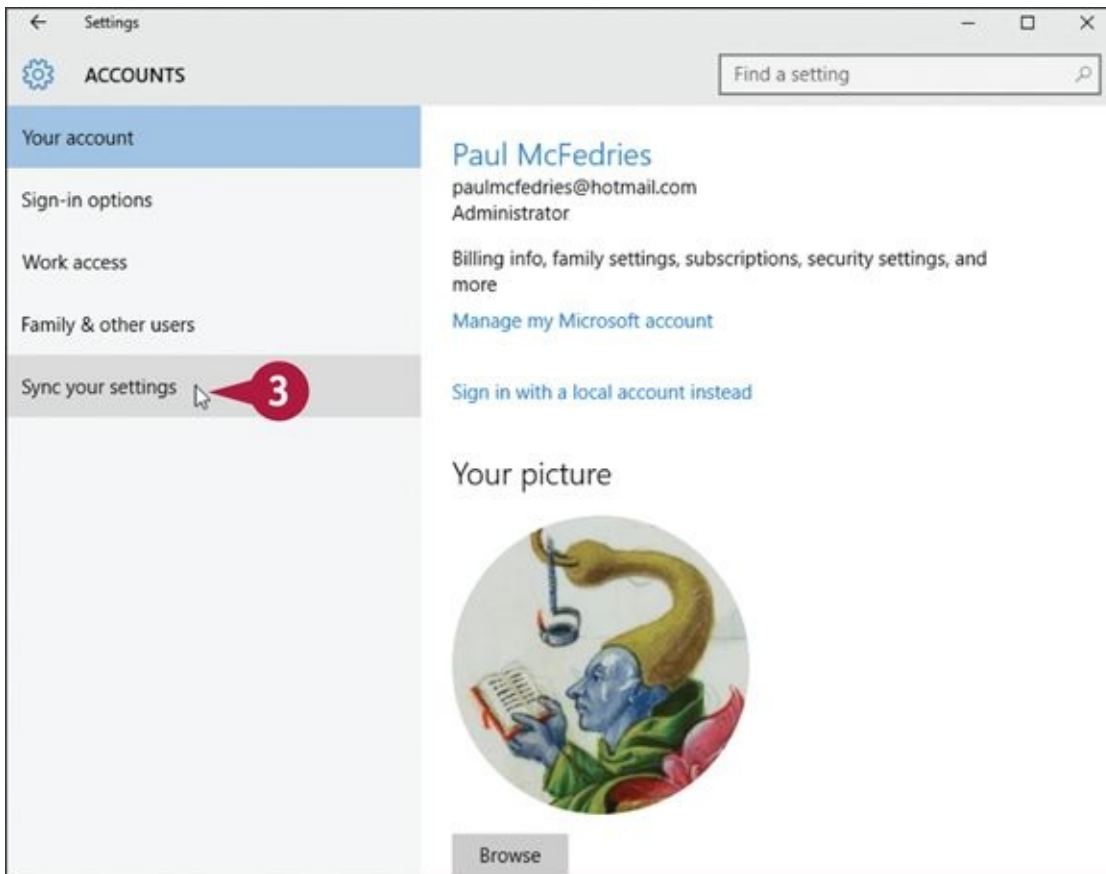 Settings
ACCOUNTS
Find a setting
Your account
Sign-in options
Work access
Family & other users
Sync your settings
3
Paul McFedries
paulmcfedries@hotmail.com
Administrator
Billing info, family settings, subscriptions, security settings, and
more
Manage my Microsoft account
Sign in with a local account instead
Your picture
Browse